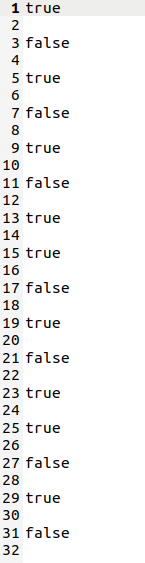 1 true
2
3 false
4
5 true
6
7 false
8
9 true
10
11 false
12
13 true
14
15 true
16
17 false
18
19 true
20
21 false
22
23 true
24
25 true
26
27 false
28
29 true
30
31 false
32